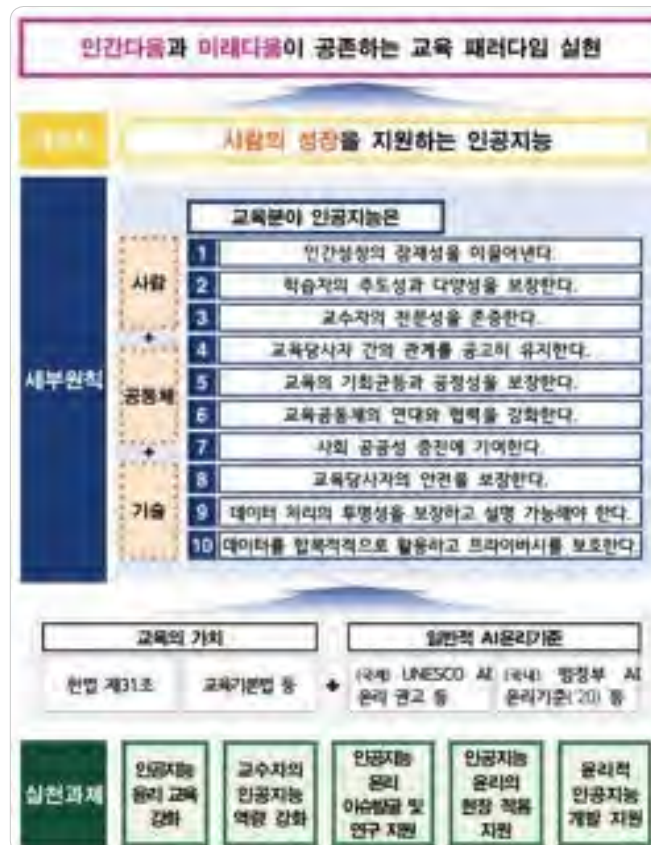 인간다움과 미래다움이 공존하는 교육 패러다임 실현
사람의 성장을 지원하는 인공지능
교육분야 인공지능은
세부원칙
사람
1 인간성장의 잠재성을 이끌어낸다.
2 학습자의 주도성과 다양성을 보장한다.
3 교수자의 전문성을 존중한다.
+
공동체
4 교육당사자 간의 관계를 공고히 유지한다.
5 교육의 기회균등과 공정성을 보장한다.
6 교육공동체의 연대와 협력을 강화한다.
7 사회 공공성 증진에 기여한다.
+
기술
8 교육당사자의 안전을 보장한다.
9 데이터 처리의 투명성을 보장하고 설명 가능해야 한다.
10 데이터를 합목적적으로 활용하고 프라이버시를 보호한다.
교육의 가치
헌법 제31조
교육기본법 등
+
일반적 AI윤리기준
(국제) UNESCO AI
윤리 권고 등
(국내) 범정부 AI
윤리기준('20) 등
실천과제
인공지능
윤리 교육
강화
교수자의
인공지능
역량 강화
인공지능
윤리
이슈발굴 및
연구 지원
인공지능
윤리의
현장 적용
지원
윤리적
인공지능
개발 지원